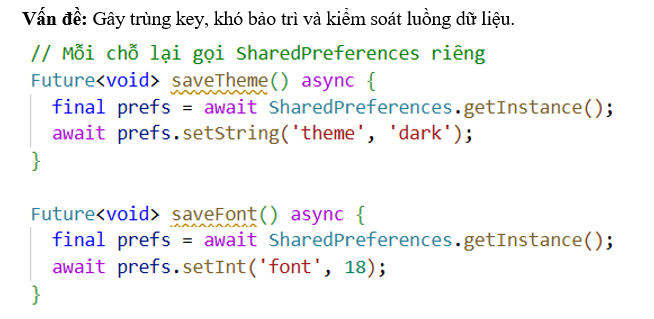 Vấn đề: Gây trùng key, khó bảo trì và kiểm soát luồng dữ liệu.
// Mỗi chỗ lại gọi SharedPreferences riêng
Future<void> saveTheme() async {
  final prefs = await SharedPreferences.getInstance();
  await prefs.setString('theme', 'dark');
}

Future<void> saveFont() async {
  final prefs = await SharedPreferences.getInstance();
  await prefs.setInt('font', 18);
}